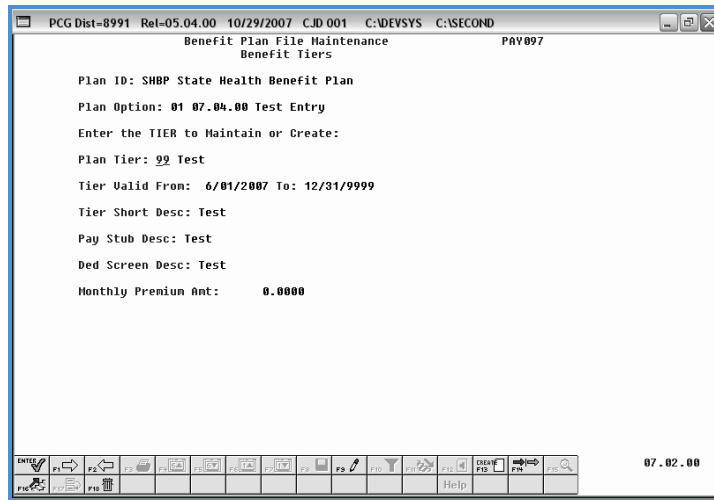 PCG Dist=8991 Rel=05.04.00 10/29/2007 CJD 001 C:\DEVSYS C:\SECOND
Benefit Plan File Maintenance PAY097
Benefit Tiers
Plan ID: SHBP State Health Benefit Plan
Plan Option: 01 07.04.00 Test Entry
Enter the TIER to Maintain or Create:
Plan Tier: 99 Test
Tier Valid From: 6/01/2007 To: 12/31/9999
Tier Short Desc: Test
Pay Stub Desc: Test
Ded Screen Desc: Test
Monthly Premium Amt: 0.0000
ENTER F1 F2 F3 F4 F5 F6 F7 F8 F9 F10 F11 F12 CREATE F13 F14 F15 07.02.00
F16 F17 F18 Help